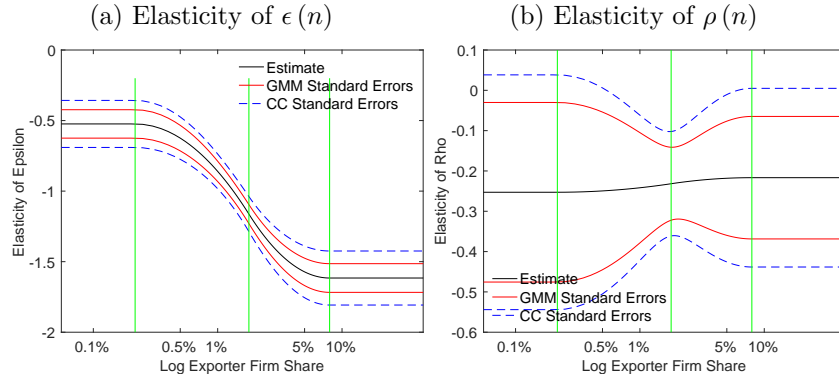 (a) Elasticity of ϵ (n)
0
-0.5
-1
-1.5
-2
Elasticity of Epsilon
Estimate
GMM Standard Errors
CC Standard Errors
0.1%
0.5%
1%
5%
10%
Log Exporter Firm Share
(b) Elasticity of ρ (n)
0.1
0
-0.1
-0.2
-0.3
-0.4
-0.5
-0.6
Elasticity of Rho
Estimate
GMM Standard Errors
CC Standard Errors
0.1%
0.5%
1%
5%
10%
Log Exporter Firm Share